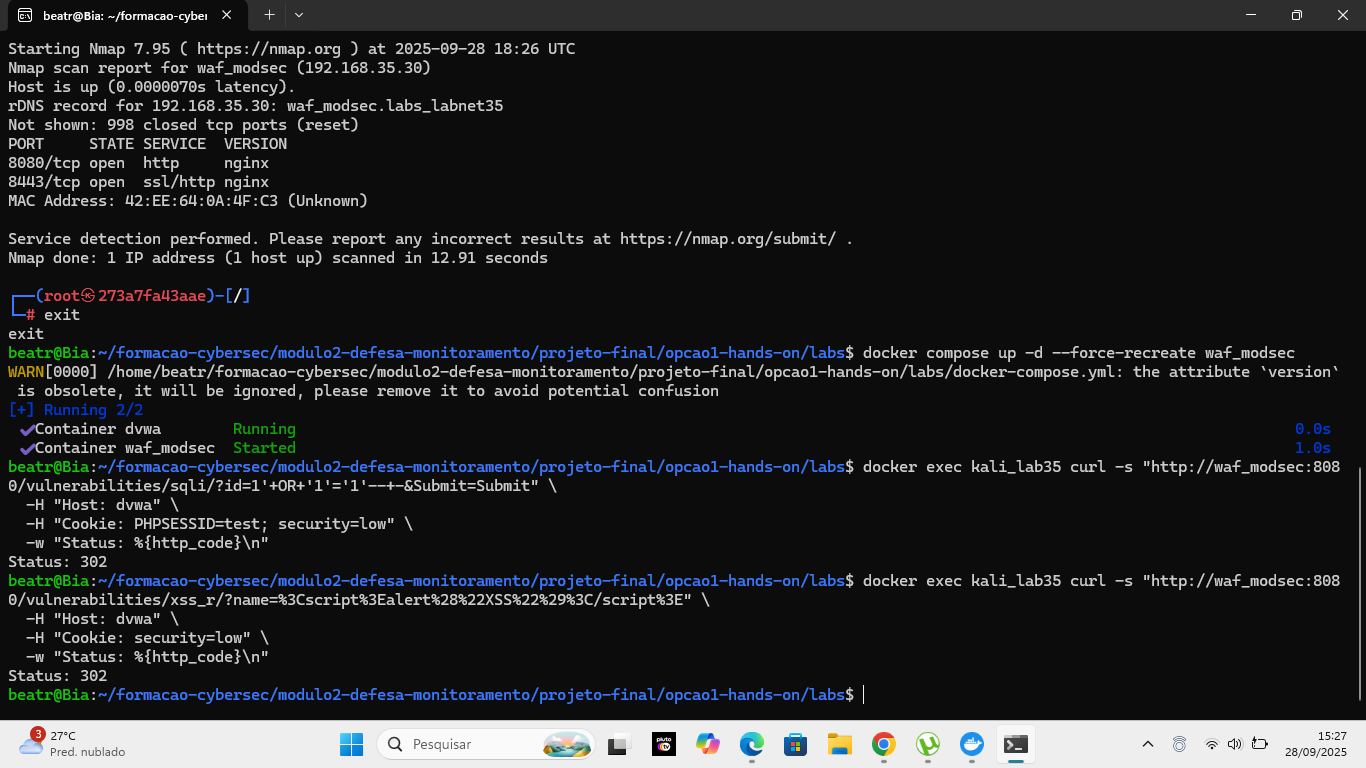 beatr@Bia: ~/formacao-cyber
Starting Nmap 7.95 ( https://nmap.org ) at 2025-09-28 18:26 UTC
Nmap scan report for waf_modsec (192.168.35.30)
Host is up (0.0000070s latency).
rDNS record for 192.168.35.30: waf_modsec.labs_labnet35
Not shown: 998 closed tcp ports (reset)
PORT     STATE SERVICE  VERSION
8080/tcp open  http     nginx
8443/tcp open  ssl/http nginx
MAC Address: 42:EE:64:0A:4F:C3 (Unknown)
Service detection performed. Please report any incorrect results at https://nmap.org/submit/ .
Nmap done: 1 IP address (1 host up) scanned in 12.91 seconds
┌──(root㉿273a7fa43aae)-[/]
└─# exit
exit
beatr@Bia:~/formacao-cybersec/modulo2-defesa-monitoramento/projeto-final/opcao1-hands-on/labs$ docker compose up -d --force-recreate waf_modsec
WARN[0000] /home/beatr/formacao-cybersec/modulo2-defesa-monitoramento/projeto-final/opcao1-hands-on/labs/docker-compose.yml: the attribute `version`
 is obsolete, it will be ignored, please remove it to avoid potential confusion
[+] Running 2/2
 ✔Container dvwa        Running        0.0s
 ✔Container waf_modsec  Started        1.0s
beatr@Bia:~/formacao-cybersec/modulo2-defesa-monitoramento/projeto-final/opcao1-hands-on/labs$ docker exec kali_lab35 curl -s "http://waf_modsec:808
0/vulnerabilities/sqli/?id=1'+OR+'1'='1'--+-&Submit=Submit" \
  -H "Host: dvwa" \
  -H "Cookie: PHPSESSID=test; security=low" \
  -w "Status: %{http_code}\n"
Status: 302
beatr@Bia:~/formacao-cybersec/modulo2-defesa-monitoramento/projeto-final/opcao1-hands-on/labs$ docker exec kali_lab35 curl -s "http://waf_modsec:808
0/vulnerabilities/xss_r/?name=%3Cscript%3Ealert%28%22XSS%22%29%3C/script%3E" \
  -H "Host: dvwa" \
  -H "Cookie: security=low" \
  -w "Status: %{http_code}\n"
Status: 302
beatr@Bia:~/formacao-cybersec/modulo2-defesa-monitoramento/projeto-final/opcao1-hands-on/labs$
3
27°C
Pred. nublado
Pesquisar
pluto tv
15:27
28/09/2025